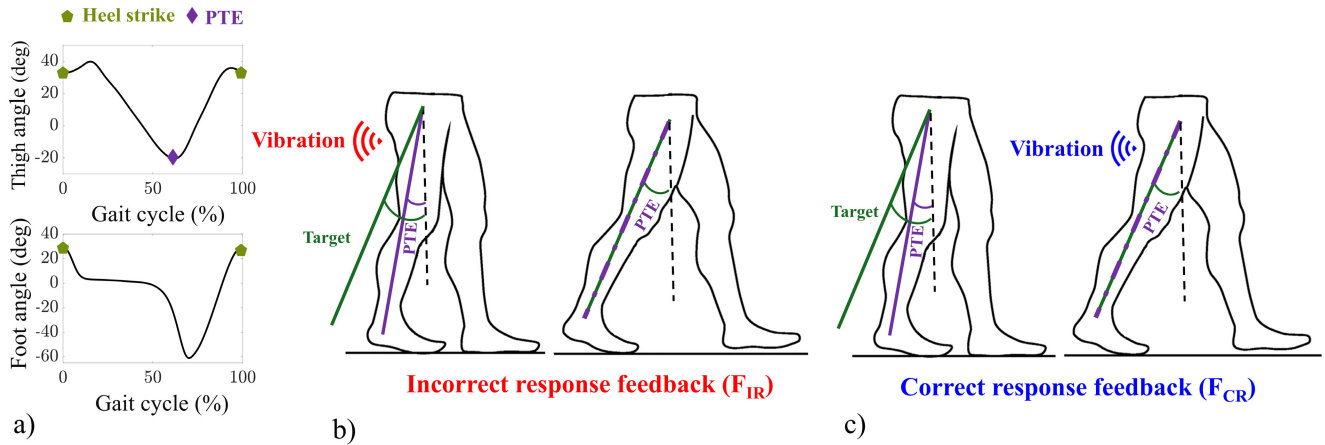 Heel strike PTE
Thigh angle (deg)
40
20
0
-20
0 50 100
Gait cycle (%)
Foot angle (deg)
40
20
0
-20
-40
-60
0 50 100
Gait cycle (%)
a)
Vibration
Target
PTE
PTE
Incorrect response feedback (F_IR)
b)
Target
PTE
Vibration
PTE
Correct response feedback (F_CR)
c)